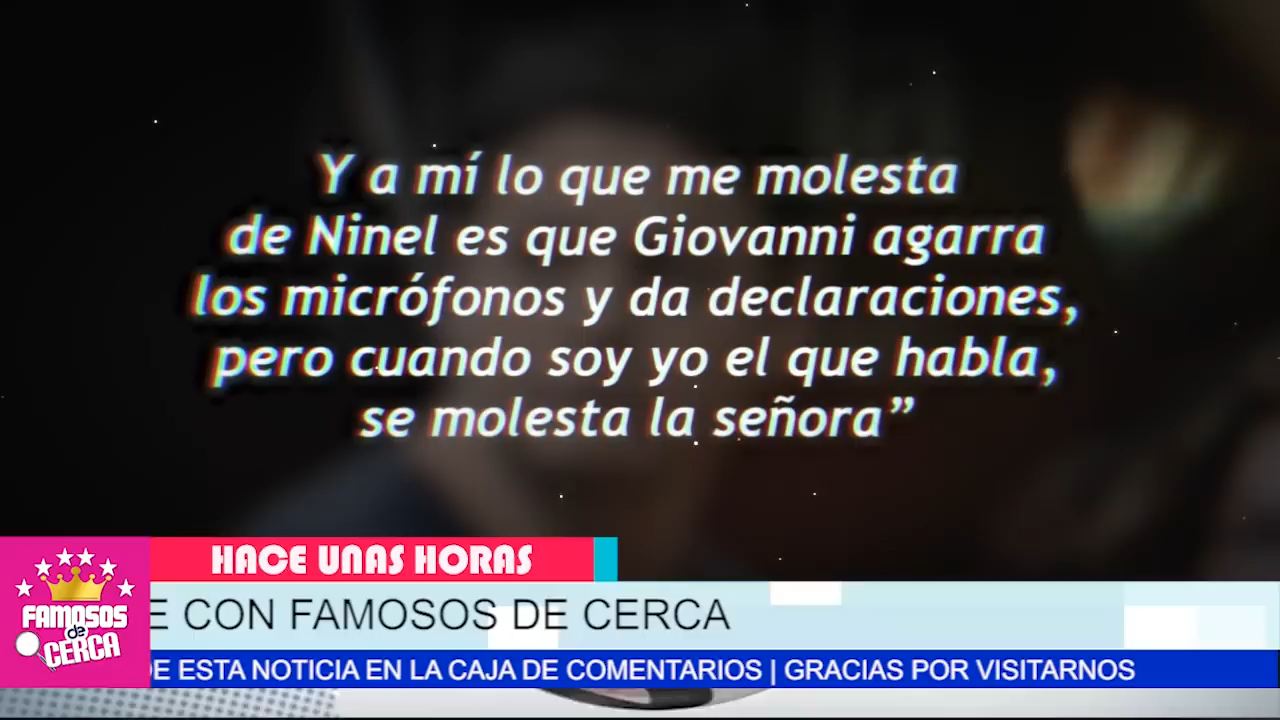 Y a mí lo que me molesta
de Ninel es que Giovanni agarra
los micrófonos y da declaraciones,
pero cuando soy yo el que habla,
se molesta la señora”
HACE UNAS HORAS
FAMOSOS
de
CERCA
E CON FAMOSOS DE CERCA
DE ESTA NOTICIA EN LA CAJA DE COMENTARIOS | GRACIAS POR VISITARNOS